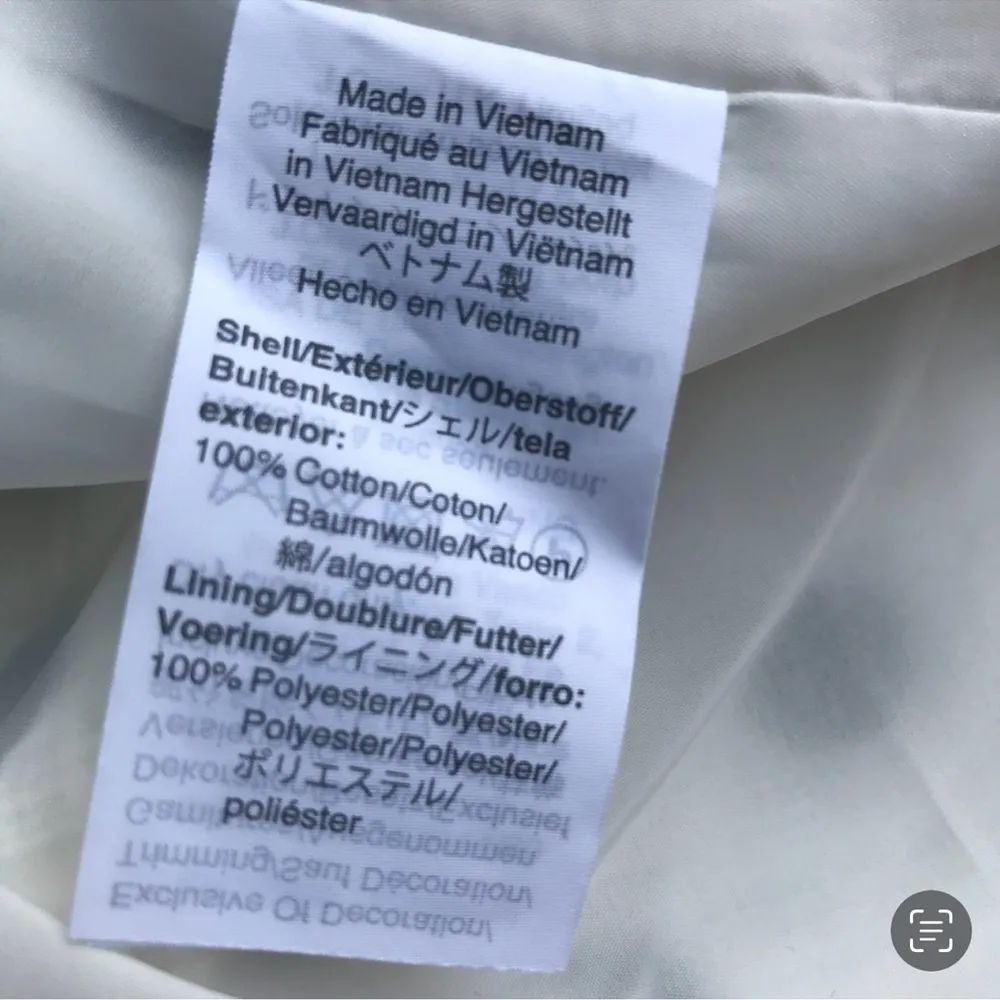 Made in Vietnam
Fabriqué au Vietnam
in Vietnam Hergestellt
Vervaardigd in Viëtnam
ベトナム製
Hecho en Vietnam
Shell/Extérieur/Oberstoff/
Buitenkant/シェル/tela
exterior:
100% Cotton/Coton/
Baumwolle/Katoen/
綿/algodón
Lining/Doublure/Futter/
Voering/ライニング/forro:
100% Polyester/Polyester/
Polyester/Polyester/
ポリエステル/
poliéster